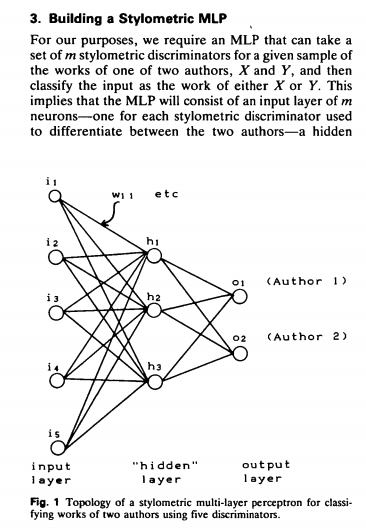 3. Building a Stylometric MLP
For our purposes, we require an MLP that can take a
set of m stylometric discriminators for a given sample of
the works of one of two authors, X and Y, and then
classify the input as the work of either X or Y. This
implies that the MLP will consist of an input layer of m
neurons—one for each stylometric discriminator used
to differentiate between the two authors—a hidden
i1
w11 etc
i2
h1
o1 (Author 1)
i3
h2
o2 (Author 2)
i4
h3
i5
input "hidden" output
layer layer layer
Fig. 1 Topology of a stylometric multi-layer perceptron for classi-
fying works of two authors using five discriminators.